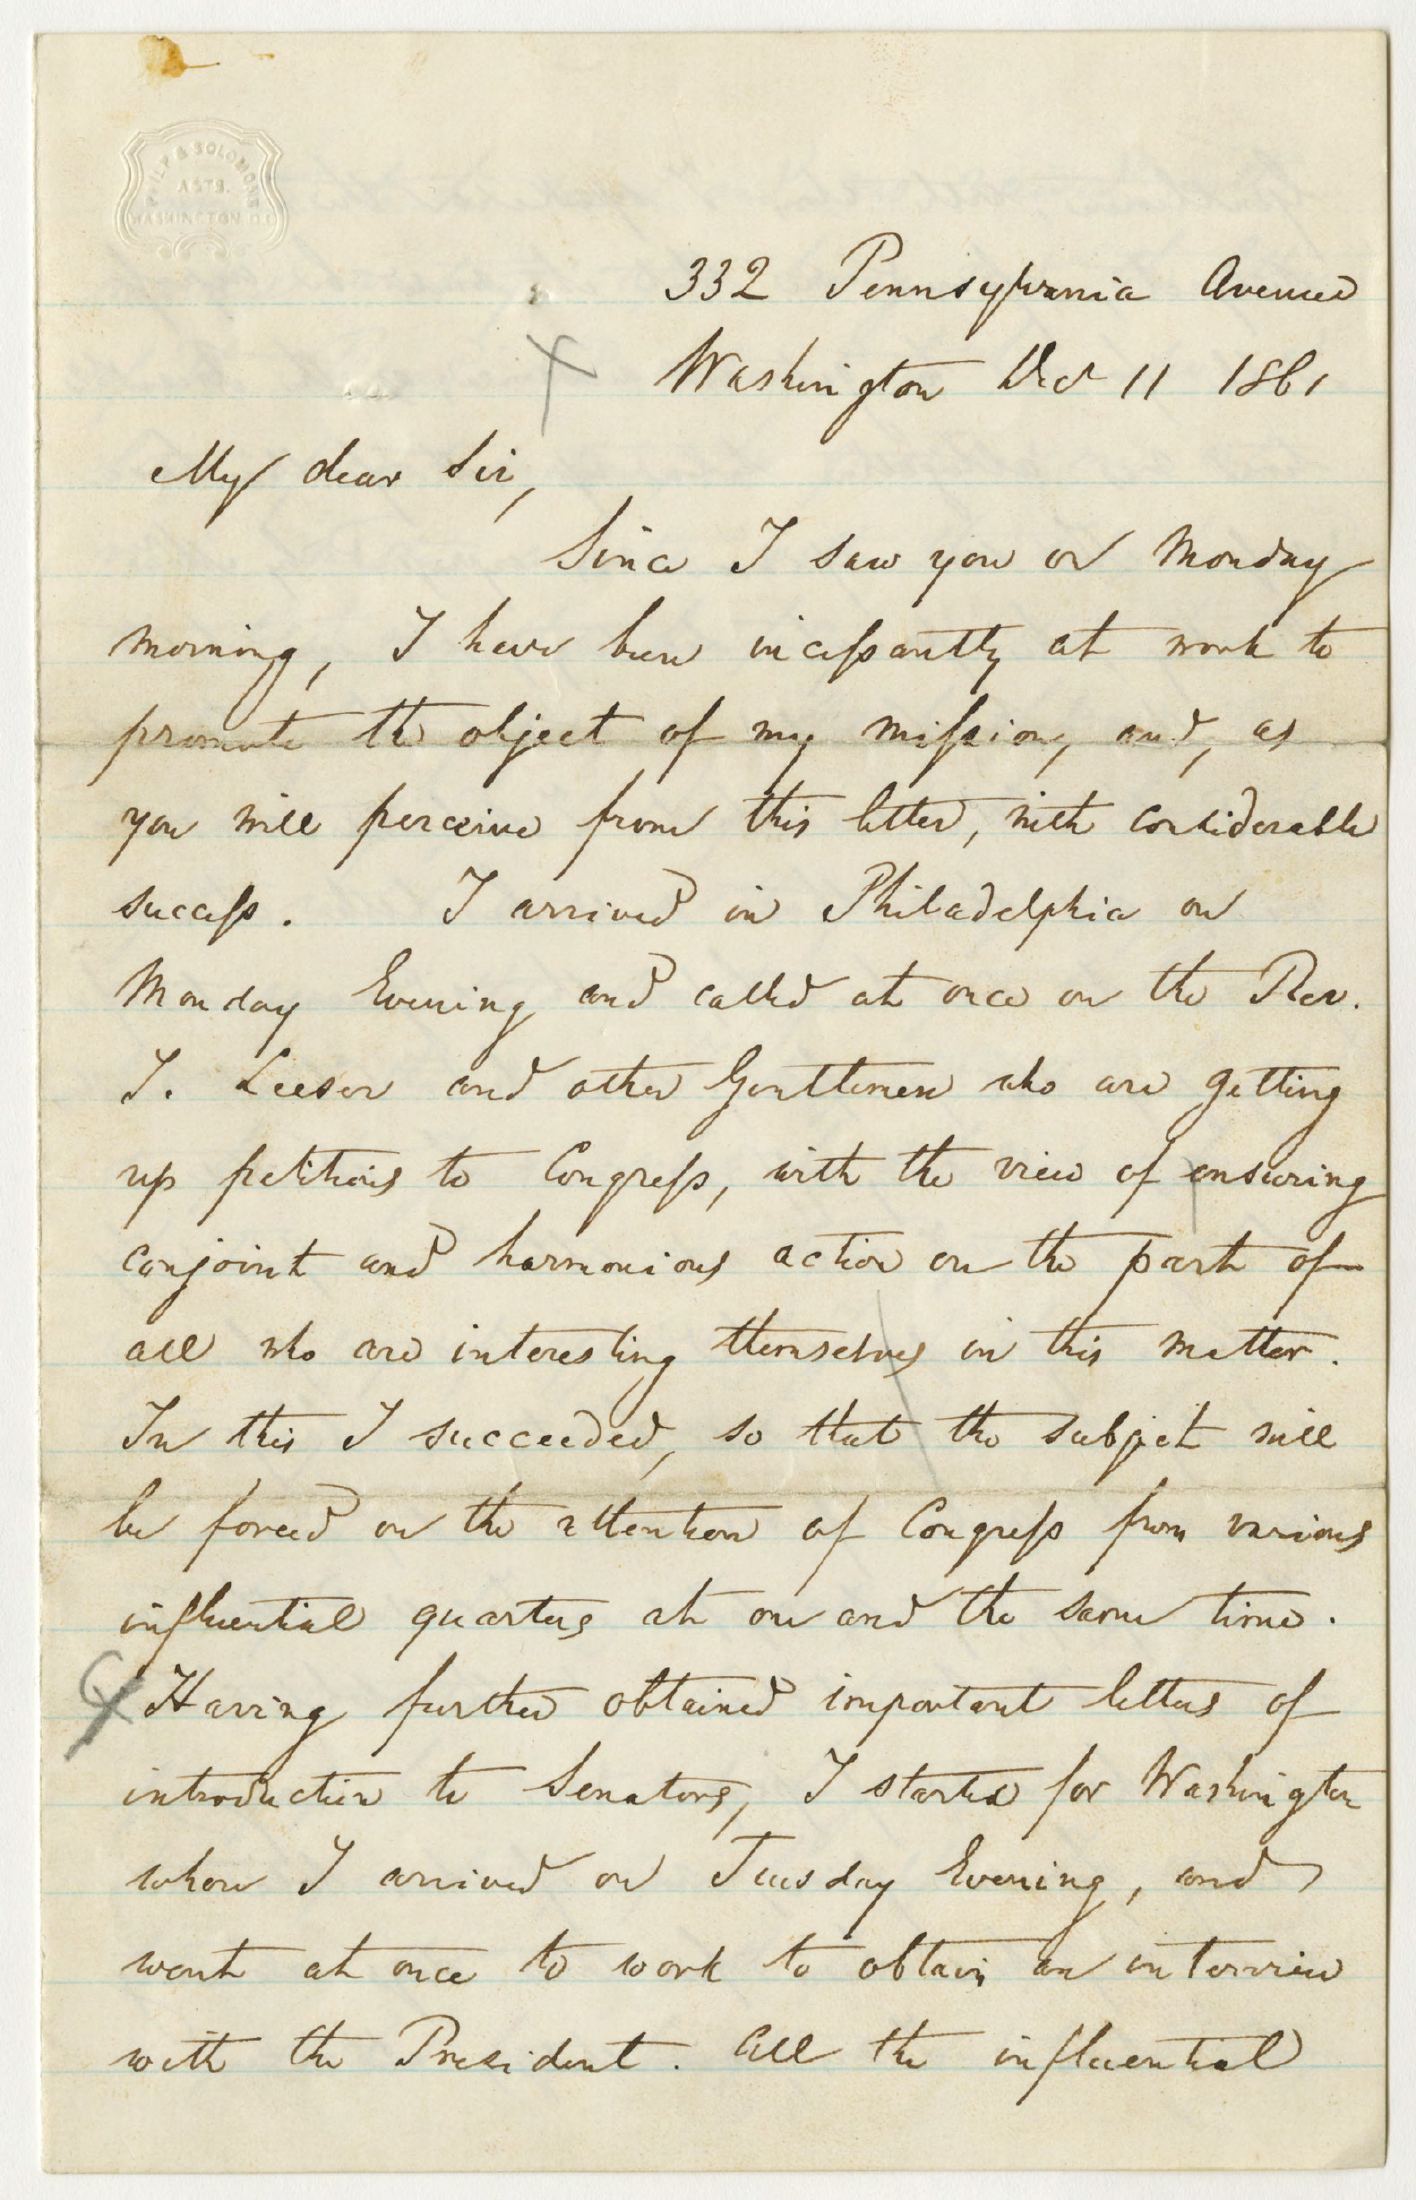 PHILP & SOLOMONS
AGTS.
WASHINGTON. D.C
332 Pennsylvania Avenue
Washington Dec 11 1861
My dear Sir,
Since I saw you on Monday
morning, I have been incessantly at work to
promote the object of my mission, and, as
you will perceive from this letter, with considerable
success. I arrived in Philadelphia on
Monday Evening and called at once on the Rev.
I. Leeser and other Gentlemen who are getting
up petitions to Congress, with the view of ensuring
conjoint and harmonious action on the part of
all who are interesting themselves in this matter.
In this I succeeded, so that the subject will
be forced on the attention of Congress from various
influential quarters at one and the same time.
Having further obtained important letters of
introduction to Senators, I started for Washington
where I arrived on Tuesday Evening, and
went at once to work to obtain an interview
with the President. All the influential